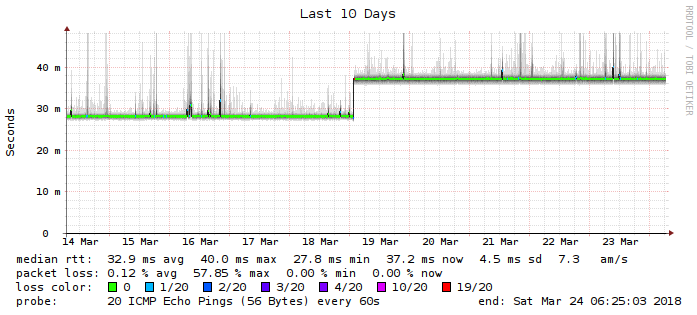 Last 10 Days
RRDTOOL / TOBI OETIKER
Seconds
40 m
30 m
20 m
10 m
0
14 Mar 15 Mar 16 Mar 17 Mar 18 Mar 19 Mar 20 Mar 21 Mar 22 Mar 23 Mar
median rtt: 32.9 ms avg 40.0 ms max 27.8 ms min 37.2 ms now 4.5 ms sd 7.3 am/s
packet loss: 0.12 % avg 57.85 % max 0.00 % min 0.00 % now
loss color: 0 1/20 2/20 3/20 4/20 10/20 19/20
probe: 20 ICMP Echo Pings (56 Bytes) every 60s end: Sat Mar 24 06:25:03 2018